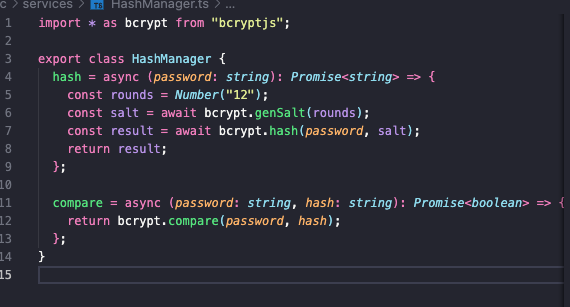 c > services > TS HashManager.ts > ...
1 import * as bcrypt from "bcryptjs";
2
3 export class HashManager {
4   hash = async (password: string): Promise<string> => {
5     const rounds = Number("12");
6     const salt = await bcrypt.genSalt(rounds);
7     const result = await bcrypt.hash(password, salt);
8     return result;
9   };
10
11   compare = async (password: string, hash: string): Promise<boolean> => {
12     return bcrypt.compare(password, hash);
13   };
14 }
15